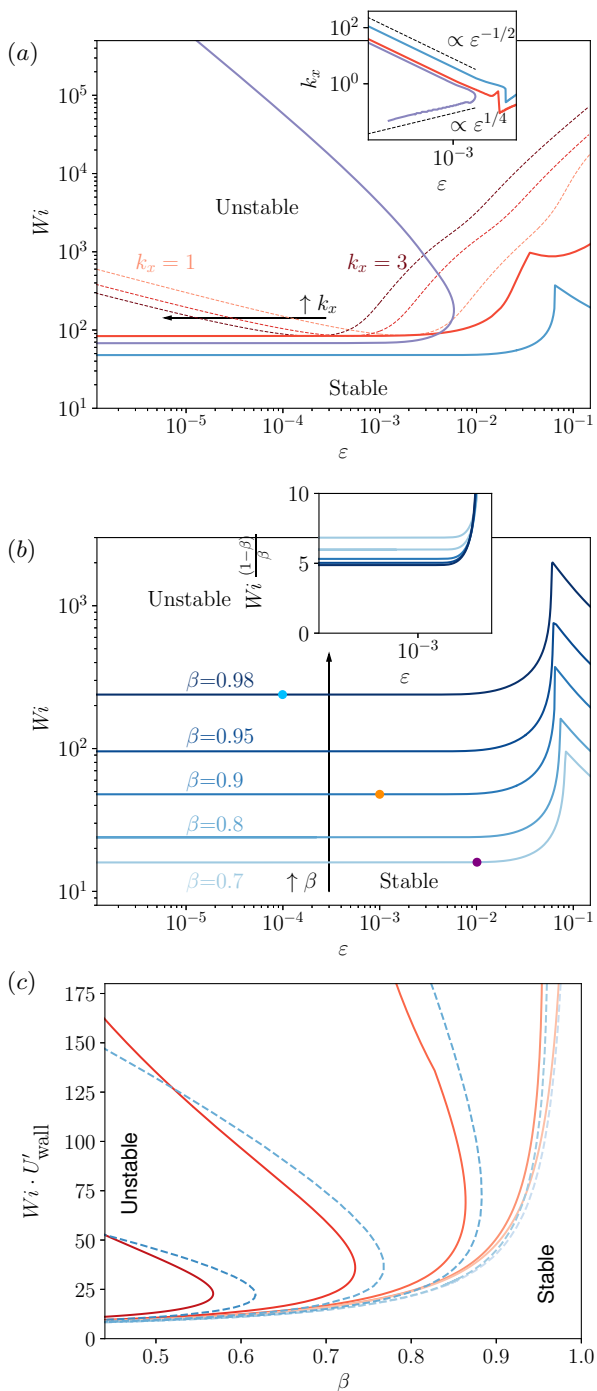 (a)
10^2
∝ ε^{-1/2}
k_x
10^0
∝ ε^{1/4}
10^{-3}
ε
10^5
10^4
Unstable
Wi
10^3
k_x = 1
k_x = 3
↑ k_x
10^2
Stable
10^1
10^{-5}
10^{-4}
10^{-3}
10^{-2}
10^{-1}
ε
(b)
10
Wi (1−β)/β
5
0
10^{-3}
ε
10^3
Unstable
β=0.98
Wi
β=0.95
10^2
β=0.9
β=0.8
β=0.7
↑ β
Stable
10^1
10^{-5}
10^{-4}
10^{-3}
10^{-2}
10^{-1}
ε
(c)
175
150
125
100
75
50
25
0
Wi · U′_wall
Unstable
Stable
0.5
0.6
0.7
0.8
0.9
1.0
β